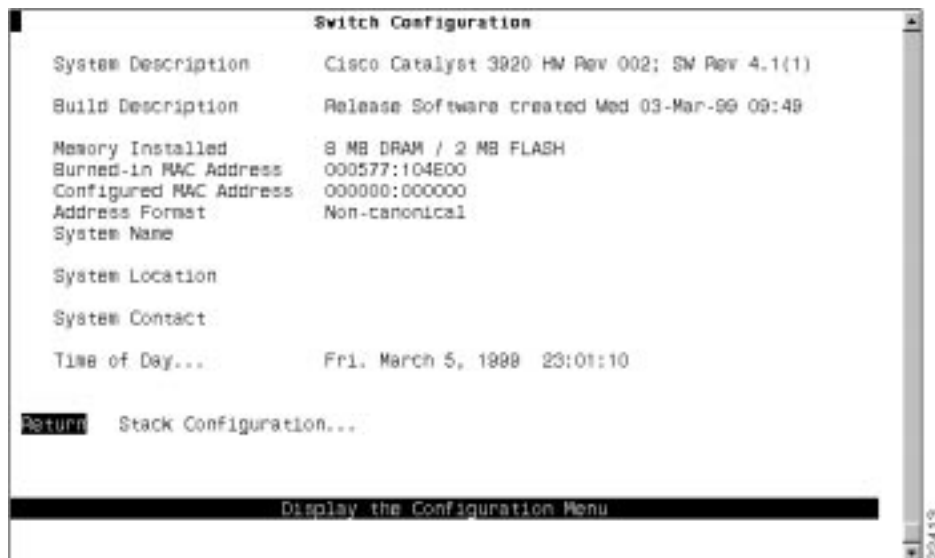 Switch Configuration
System Description Cisco Catalyst 3920 HW Rev 002; SW Rev 4.1(1)
Build Description Release Software created Wed 03-Mar-99 09:49
Memory Installed 8 MB DRAM / 2 MB FLASH
Burned-in MAC Address 000577:104E00
Configured MAC Address 000000:000000
Address Format Non-canonical
System Name
System Location
System Contact
Time of Day... Fri. March 5, 1999 23:01:10
Return Stack Configuration...
Display the Configuration Menu